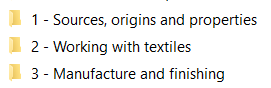 1 - Sources, origins and properties
2 - Working with textiles
3 - Manufacture and finishing